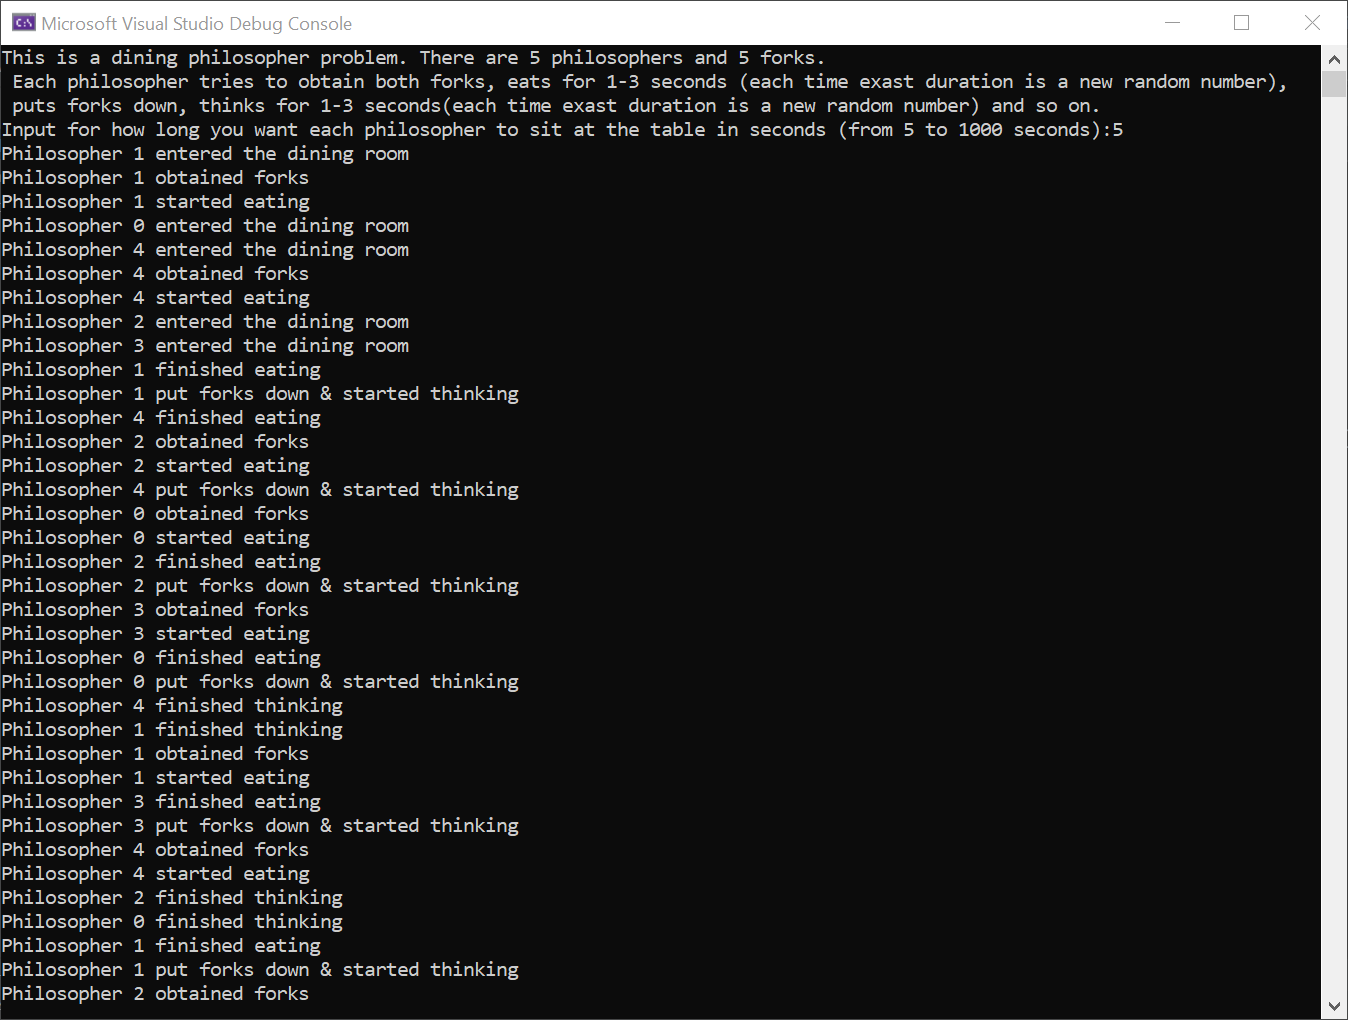 Microsoft Visual Studio Debug Console
This is a dining philosopher problem. There are 5 philosophers and 5 forks.
Each philosopher tries to obtain both forks, eats for 1-3 seconds (each time exast duration is a new random number),
puts forks down, thinks for 1-3 seconds(each time exast duration is a new random number) and so on.
Input for how long you want each philosopher to sit at the table in seconds (from 5 to 1000 seconds):5
Philosopher 1 entered the dining room
Philosopher 1 obtained forks
Philosopher 1 started eating
Philosopher 0 entered the dining room
Philosopher 4 entered the dining room
Philosopher 4 obtained forks
Philosopher 4 started eating
Philosopher 2 entered the dining room
Philosopher 3 entered the dining room
Philosopher 1 finished eating
Philosopher 1 put forks down & started thinking
Philosopher 4 finished eating
Philosopher 2 obtained forks
Philosopher 2 started eating
Philosopher 4 put forks down & started thinking
Philosopher 0 obtained forks
Philosopher 0 started eating
Philosopher 2 finished eating
Philosopher 2 put forks down & started thinking
Philosopher 3 obtained forks
Philosopher 3 started eating
Philosopher 0 finished eating
Philosopher 0 put forks down & started thinking
Philosopher 4 finished thinking
Philosopher 1 finished thinking
Philosopher 1 obtained forks
Philosopher 1 started eating
Philosopher 3 finished eating
Philosopher 3 put forks down & started thinking
Philosopher 4 obtained forks
Philosopher 4 started eating
Philosopher 2 finished thinking
Philosopher 0 finished thinking
Philosopher 1 finished eating
Philosopher 1 put forks down & started thinking
Philosopher 2 obtained forks